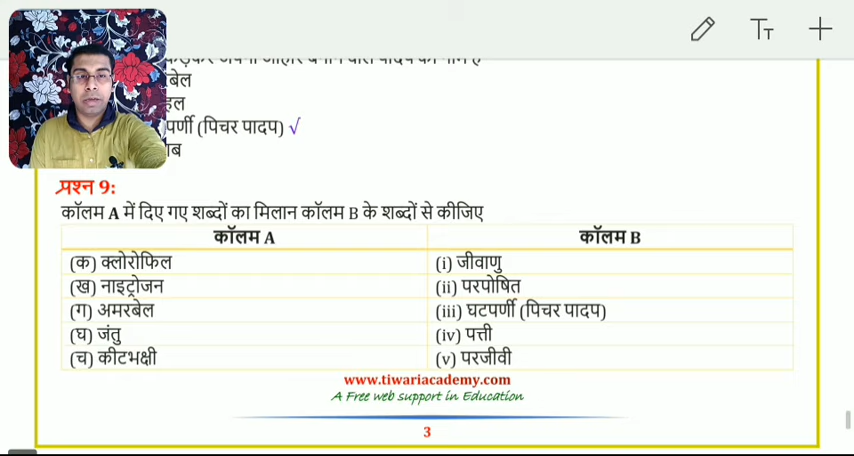 बेल
पर्णी (पिचर पादप) √
प्रश्न 9:
कॉलम A में दिए गए शब्दों का मिलान कॉलम B के शब्दों से कीजिए
कॉलम A कॉलम B
(क) क्लोरोफिल (i) जीवाणु
(ख) नाइट्रोजन (ii) परपोषित
(ग) अमरबेल (iii) घटपर्णी (पिचर पादप)
(घ) जंतु (iv) पत्ती
(च) कीटभक्षी (v) परजीवी
www.tiwariacademy.com
A Free web support in Education
3